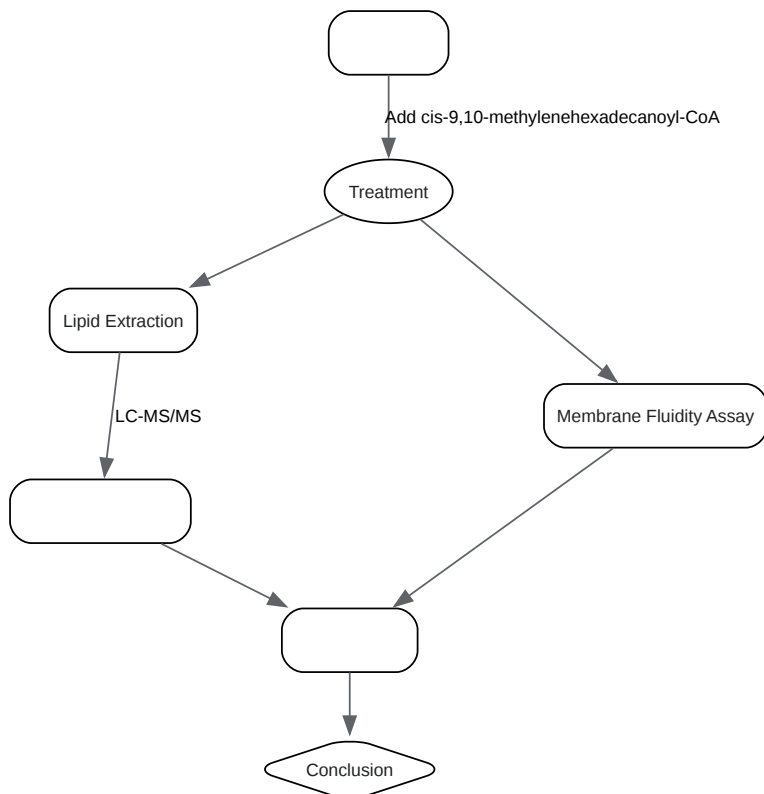 Add cis-9,10-methylenehexadecanoyl-CoA
Treatment
Lipid Extraction
LC-MS/MS
Membrane Fluidity Assay
Conclusion